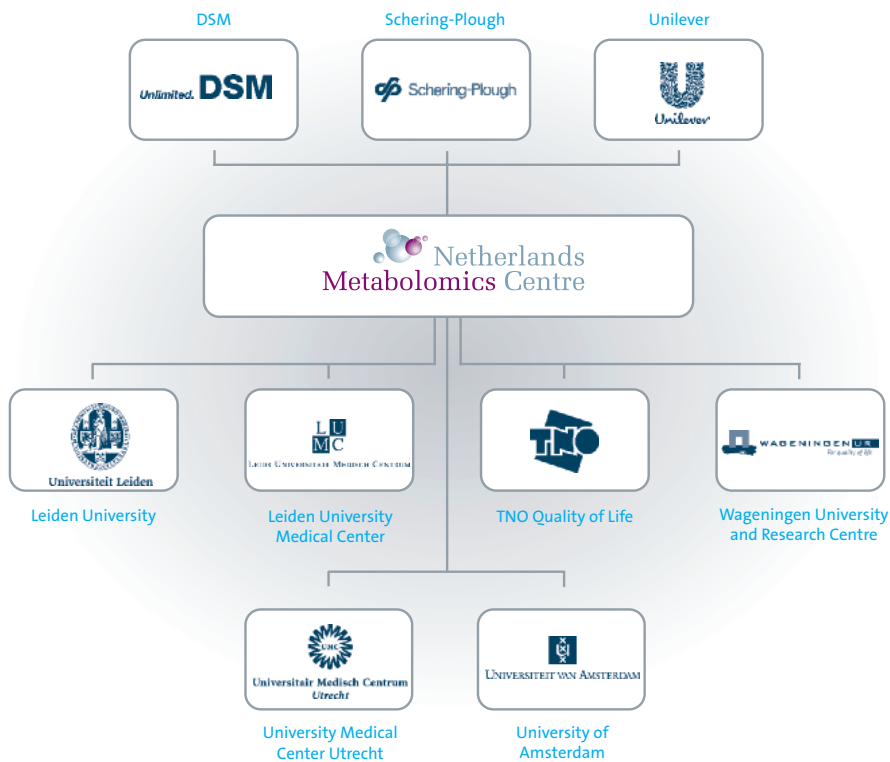 DSM
Schering-Plough
Unilever
Unlimited. DSM
Schering-Plough
Unilever
Netherlands
Metabolomics Centre
Universiteit Leiden
L U
M C
LEIDS UNIVERSITAIR MEDISCH CENTRUM
TNO
WAGENINGEN UR
For quality of life
Leiden University
Leiden University
Medical Center
TNO Quality of Life
Wageningen University
and Research Centre
UMC
Universitair Medisch Centrum
Utrecht
UNIVERSITEIT VAN AMSTERDAM
University Medical
Center Utrecht
University of
Amsterdam